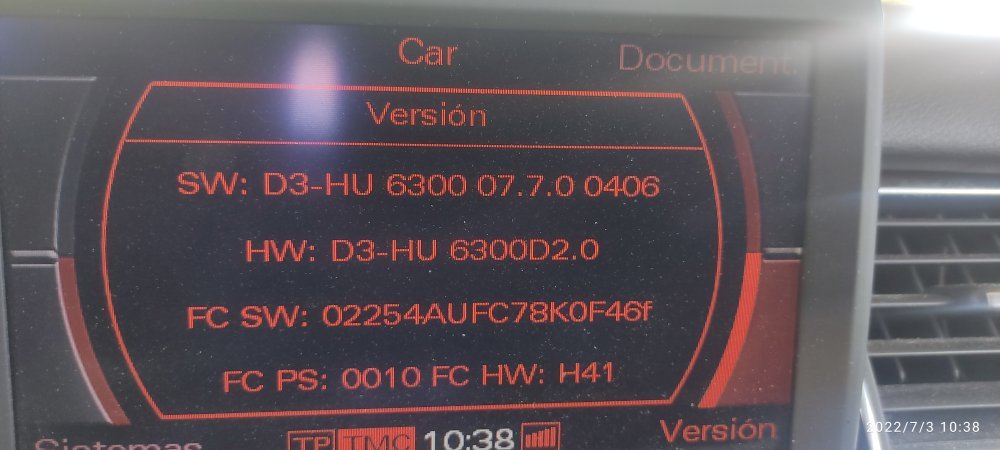 Car
Document.
Versión
SW: D3-HU 6300 07.7.0 0406
HW: D3-HU 6300D2.0
FC SW: 02254AUFC78K0F46f
FC PS: 0010 FC HW: H41
Sistemas
TP TMC 10:38
Versión
2022/7/3 10:38